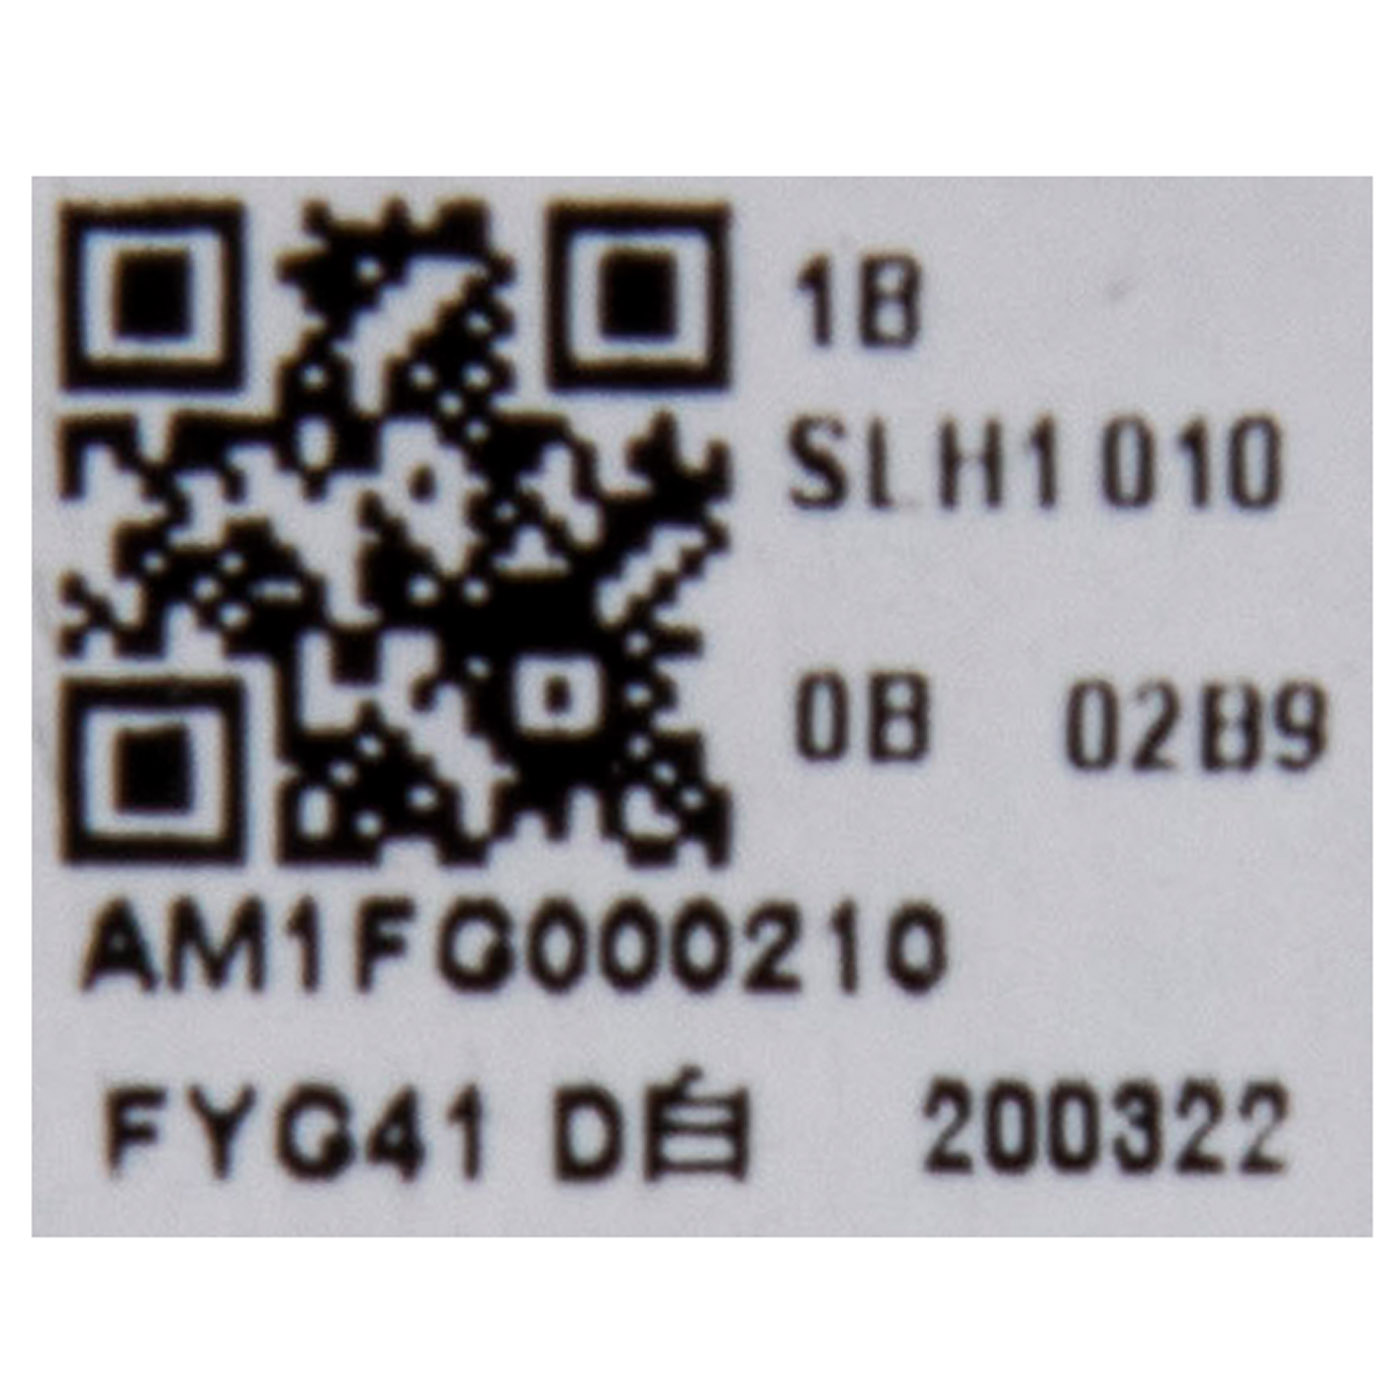 1B
SLH1010
0B 02B9
AM1FG000210
FYG41 D白 200322